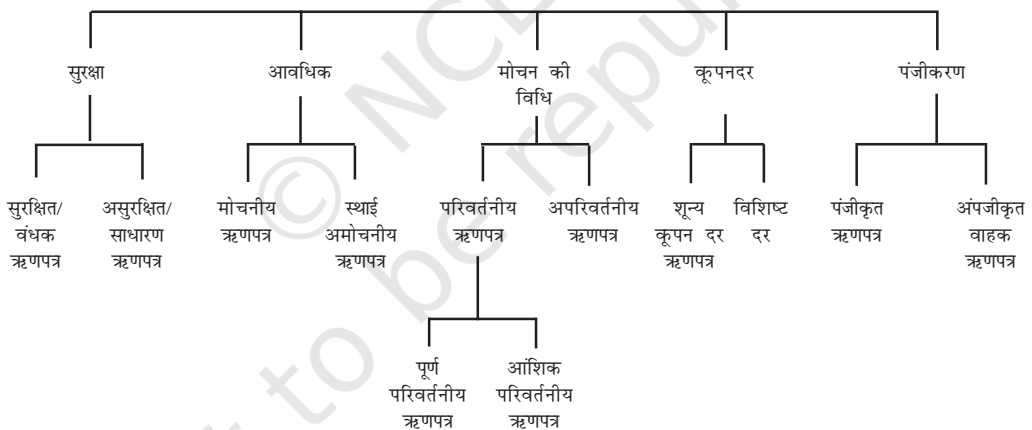 सुरक्षा आवधिक मोचन की कूपनदर पंजीकरण
विधि
सुरक्षित/ असुरक्षित/ मोचनीय स्थाई परिवर्तनीय अपरिवर्तनीय शून्य विशिष्ट पंजीकृत अंपजीकृत
वंधक साधारण ऋणपत्र अमोचनीय ऋणपत्र ऋणपत्र कूपन दर दर ऋणपत्र वाहक
ऋणपत्र ऋणपत्र ऋणपत्र ऋणपत्र ऋणपत्र
पूर्ण आंशिक
परिवर्तनीय परिवर्तनीय
ऋणपत्र ऋणपत्र